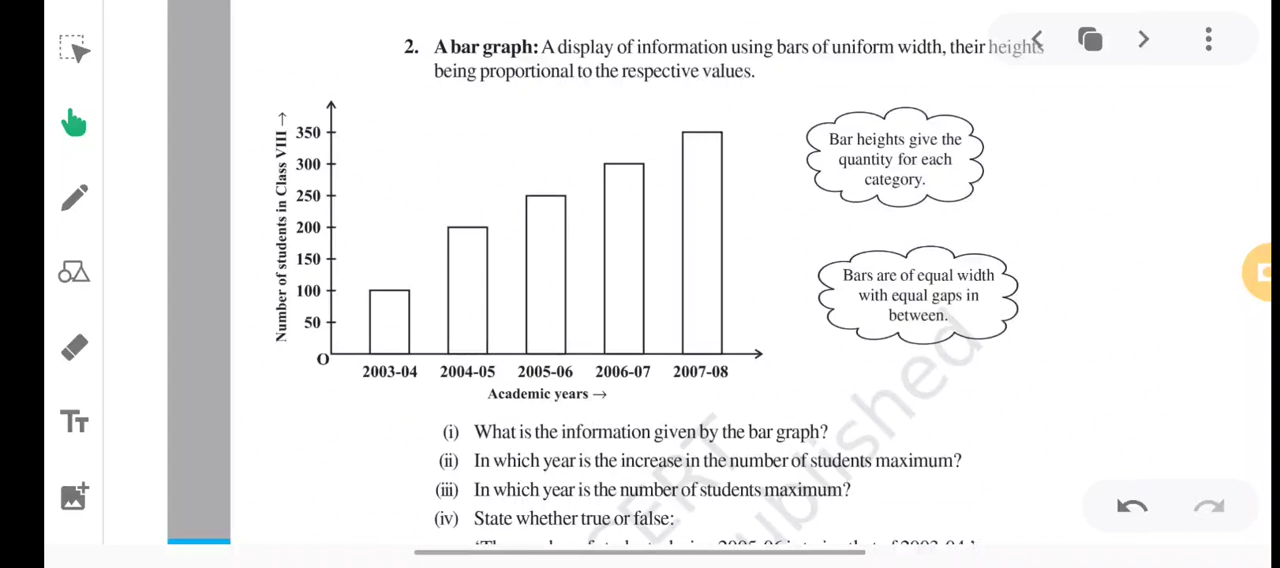 2. A bar graph: A display of information using bars of uniform width, their heights
being proportional to the respective values.
Number of students in Class VIII →
350
300
250
200
150
100
50
O
2003-04 2004-05 2005-06 2006-07 2007-08
Academic years →
Bar heights give the
quantity for each
category.
Bars are of equal width
with equal gaps in
between.
(i) What is the information given by the bar graph?
(ii) In which year is the increase in the number of students maximum?
(iii) In which year is the number of students maximum?
(iv) State whether true or false:
TT